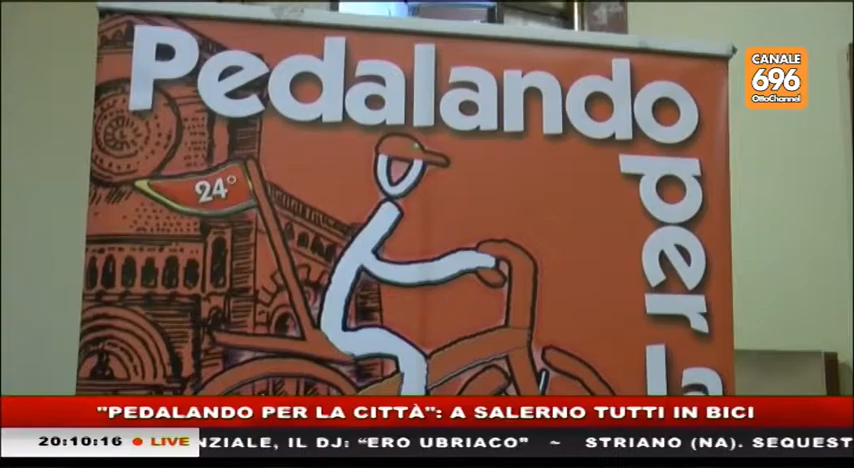 Pedalando
per
24°
CANALE
696
OttoChannel
"PEDALANDO PER LA CITTÀ": A SALERNO TUTTI IN BICI
20:10:16 ● LIVE
NZIALE, IL DJ: "ERO UBRIACO" ~ STRIANO (NA). SEQUEST